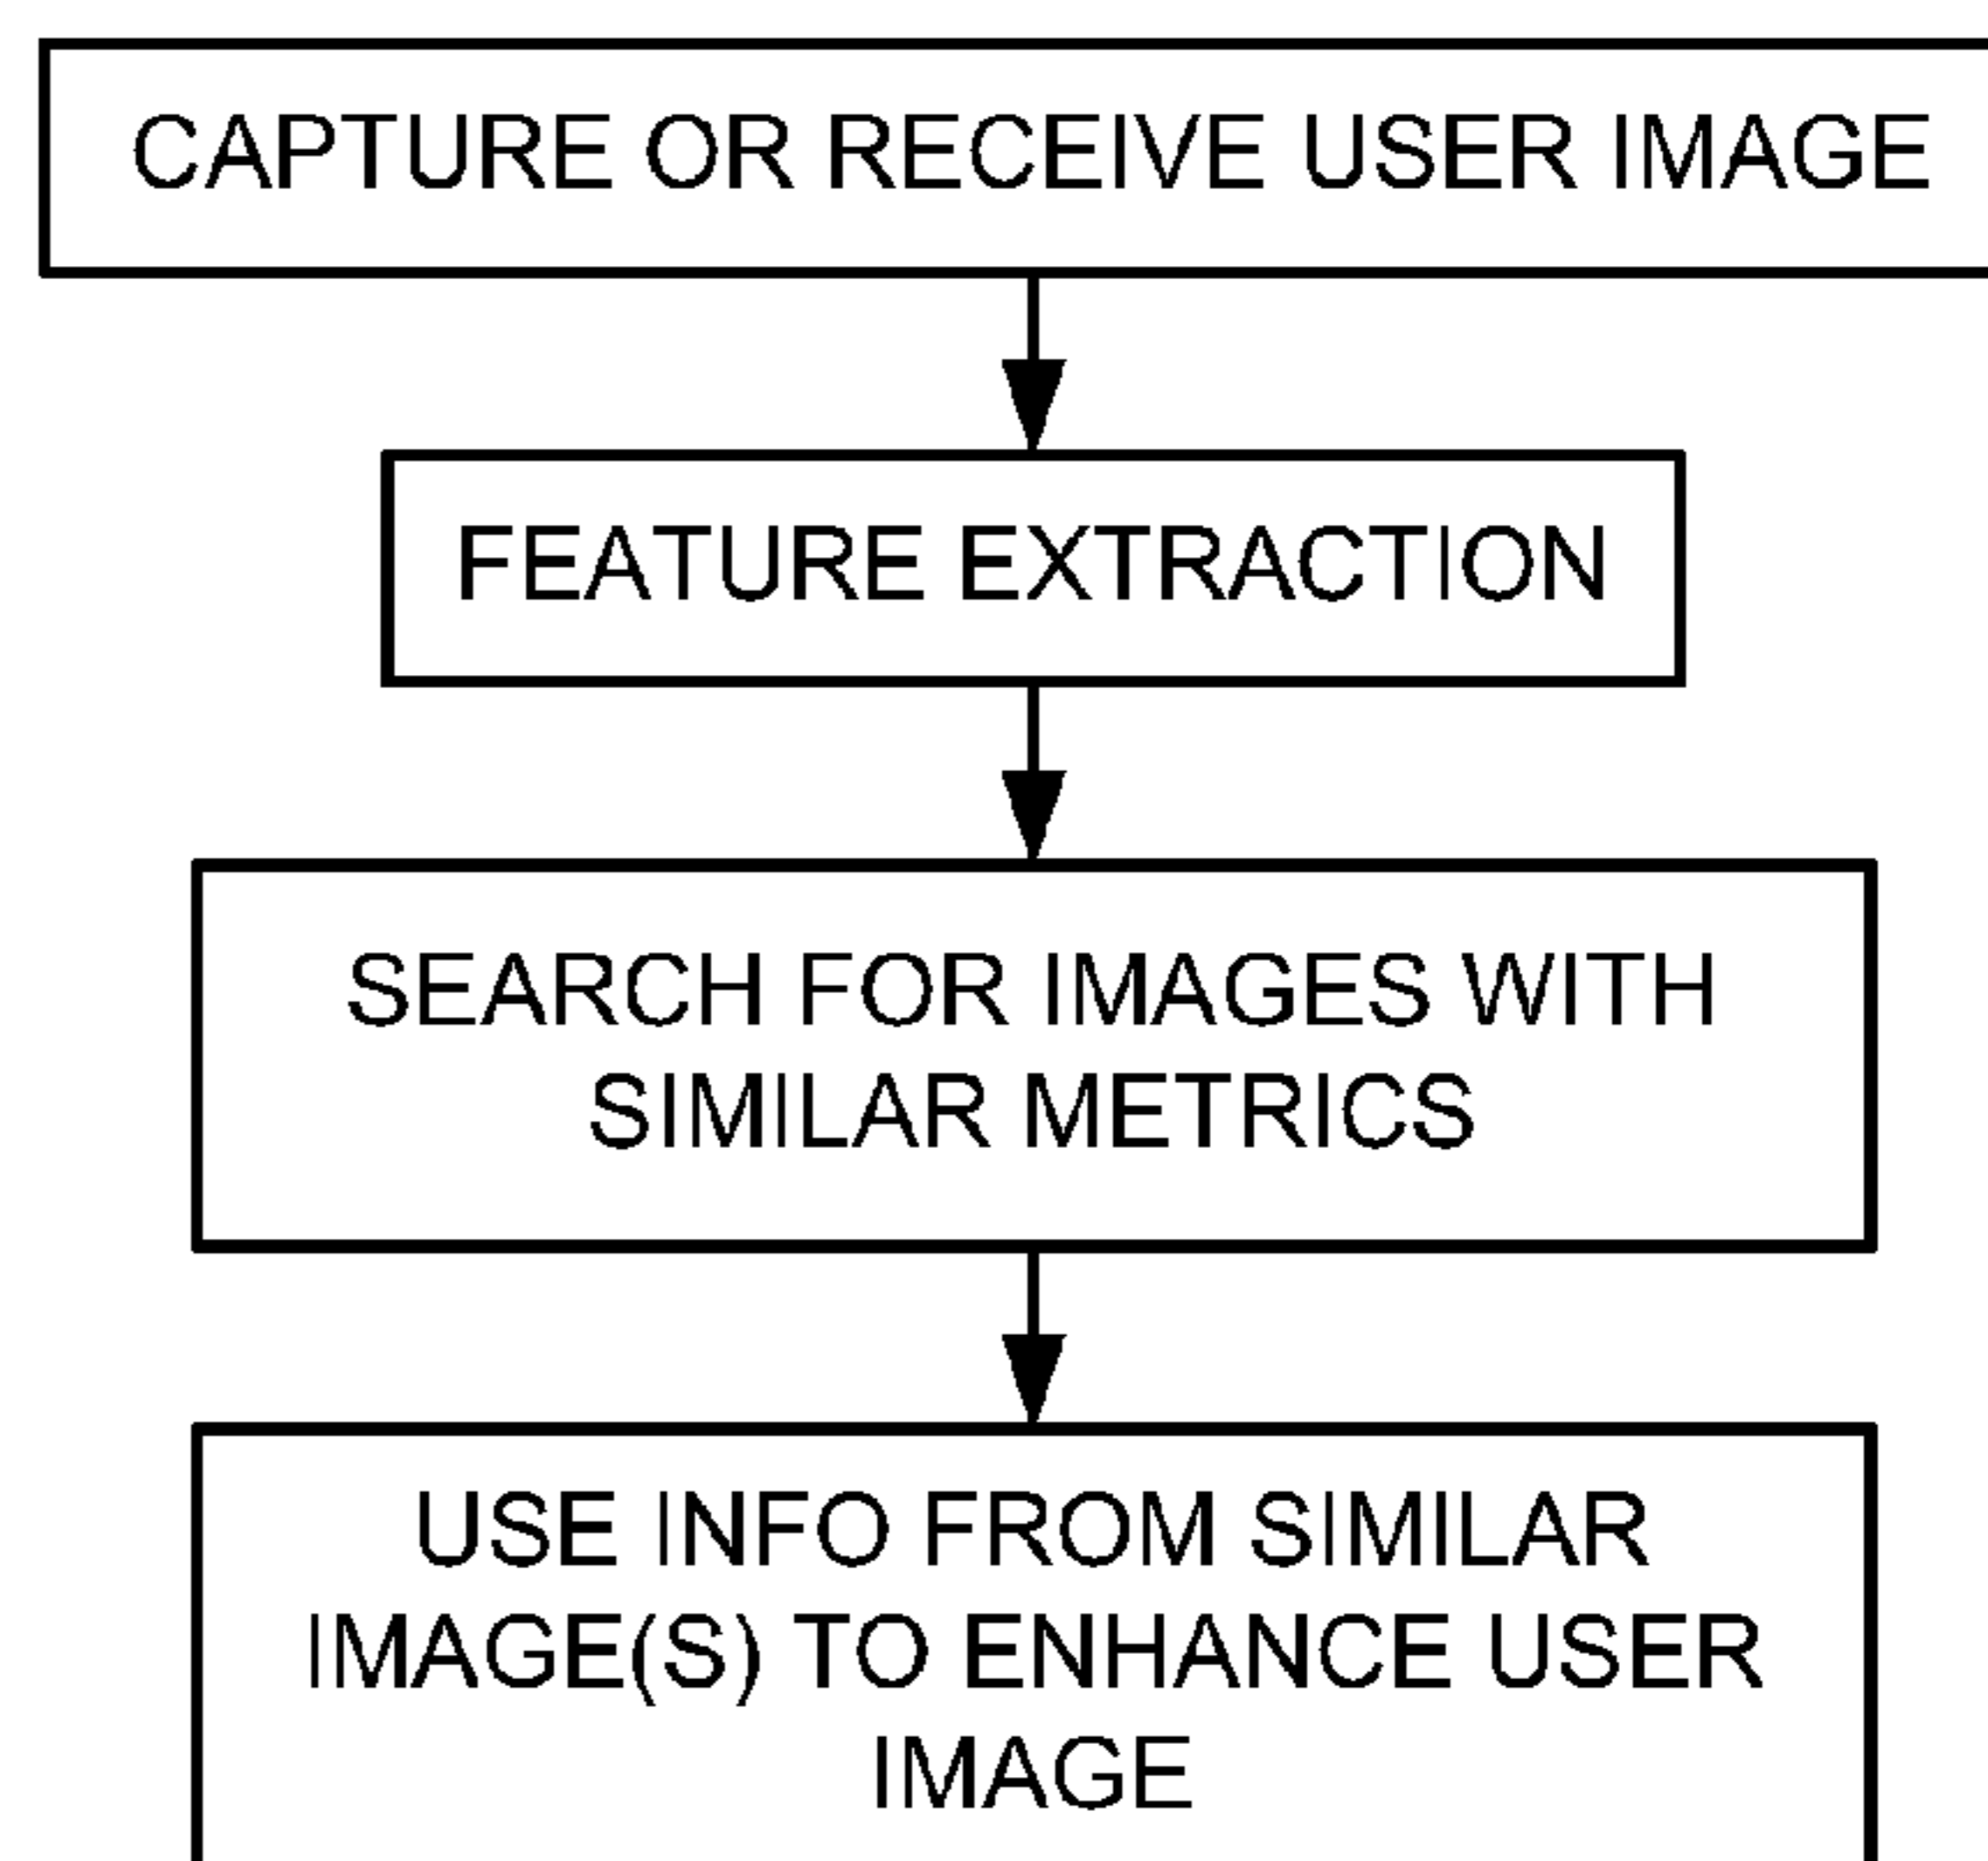 CAPTURE OR RECEIVE USER IMAGE
FEATURE EXTRACTION
SEARCH FOR IMAGES WITH
SIMILAR METRICS
USE INFO FROM SIMILAR
IMAGE(S) TO ENHANCE USER
IMAGE